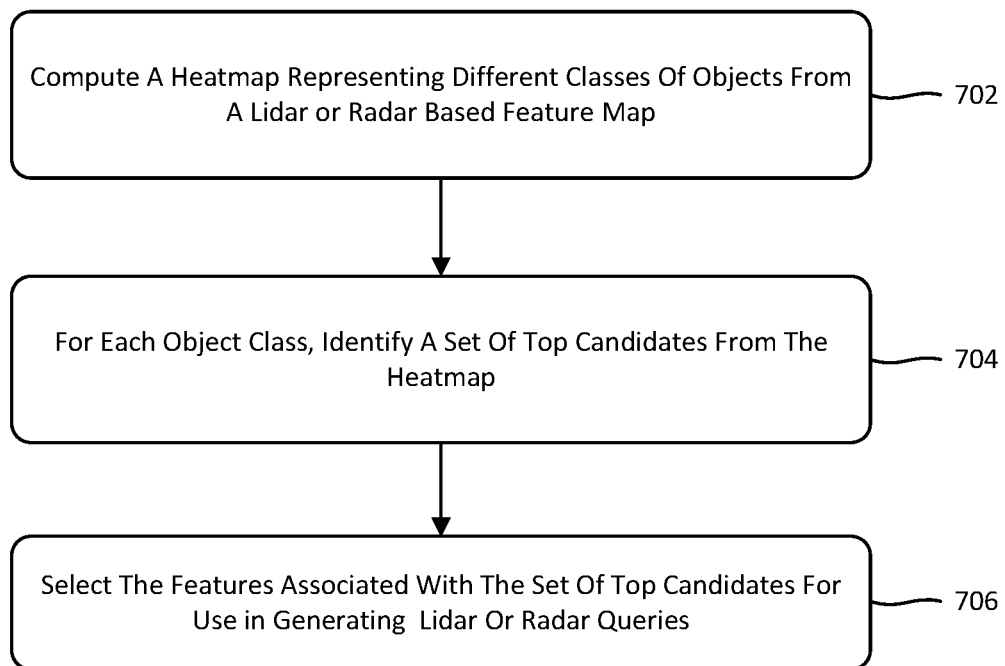 Compute A Heatmap Representing Different Classes Of Objects From
A Lidar or Radar Based Feature Map
702
For Each Object Class, Identify A Set Of Top Candidates From The
Heatmap
704
Select The Features Associated With The Set Of Top Candidates For
Use in Generating  Lidar Or Radar Queries
706